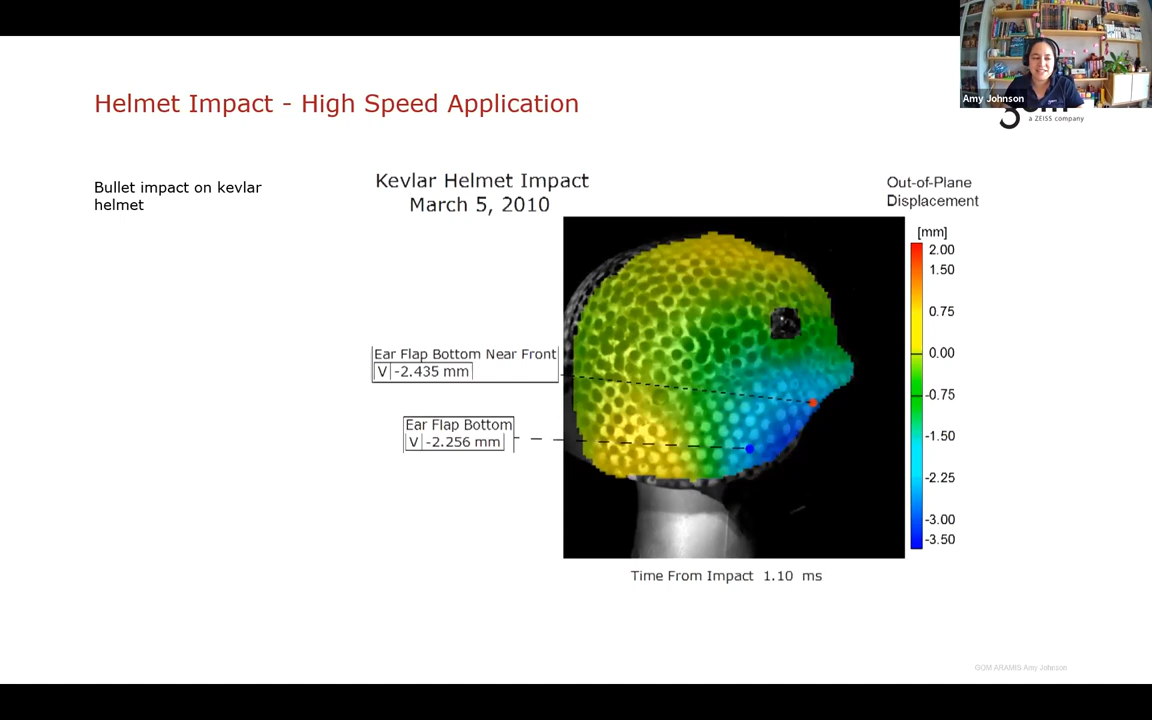 Amy Johnson
Helmet Impact - High Speed Application
a ZEISS company
Bullet impact on kevlar
helmet
Kevlar Helmet Impact
March 5, 2010
Out-of-Plane
Displacement
[mm]
2.00
1.50
0.75
0.00
-0.75
-1.50
-2.25
-3.00
-3.50
Ear Flap Bottom Near Front
V -2.435 mm
Ear Flap Bottom
V -2.256 mm
Time From Impact 1.10 ms
GOM ARAMIS Amy Johnson